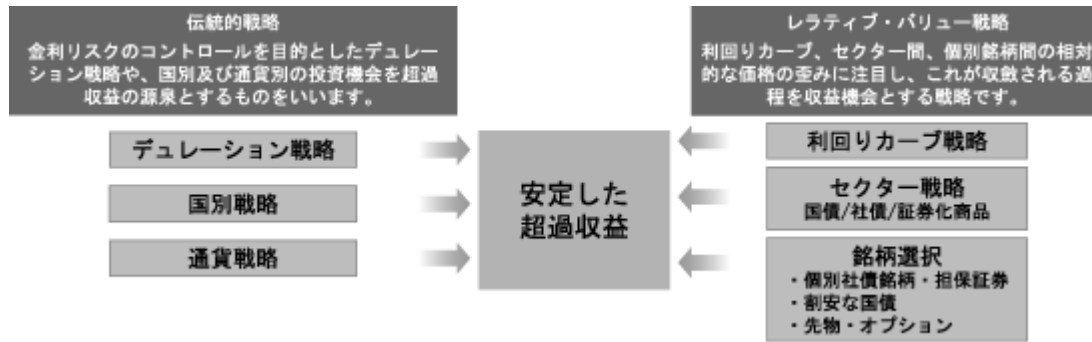 伝統的戦略
金利リスクのコントロールを目的としたデュレー
ション戦略や、国別及び通貨別の投資機会を超過
収益の源泉とするものをいいます。
デュレーション戦略
国別戦略
通貨戦略
安定した
超過収益
レラティブ・バリュー戦略
利回りカーブ、セクター間、個別銘柄間の相対
的な価格の歪みに注目し、これが収斂される過
程を収益機会とする戦略です。
利回りカーブ戦略
セクター戦略
国債/社債/証券化商品
銘柄選択
・個別社債銘柄・担保証券
・割安な国債
・先物・オプション